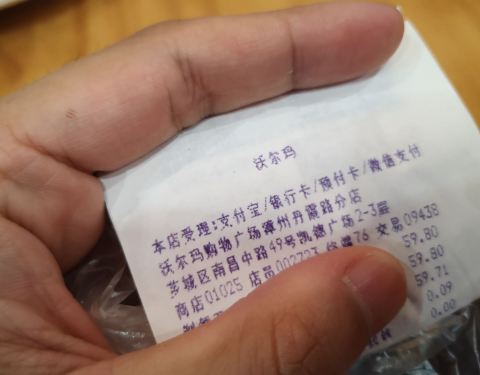 沃尔玛
本店受理:支付宝/银行卡/预付卡/微信支付
沃尔玛购物广场漳州丹霞路分店
芗城区南昌中路49号凯德广场2-3层
商店01025 店员002723 终端76 交易09438
59.80
59.80
59.71
0.09
0.00